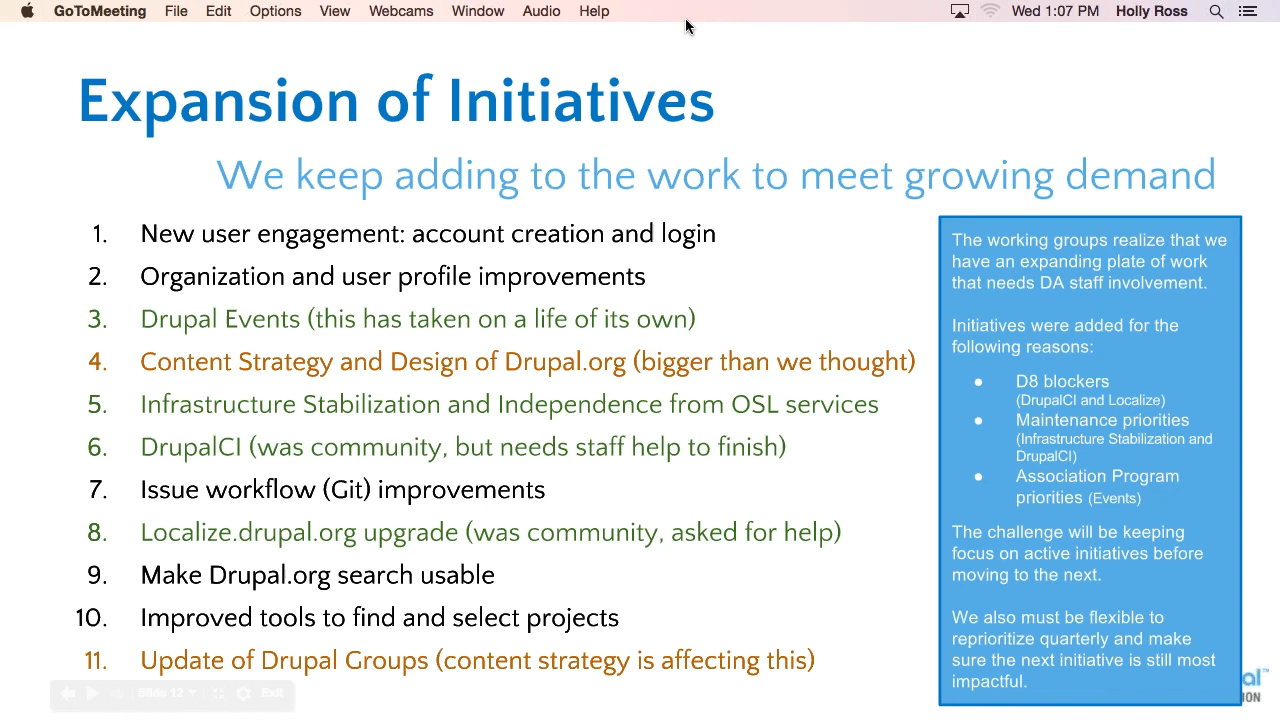 GoToMeeting File Edit Options View Webcams Window Audio Help Wed 1:07 PM Holly Ross
Expansion of Initiatives
We keep adding to the work to meet growing demand
1. New user engagement: account creation and login
2. Organization and user profile improvements
3. Drupal Events (this has taken on a life of its own)
4. Content Strategy and Design of Drupal.org (bigger than we thought)
5. Infrastructure Stabilization and Independence from OSL services
6. DrupalCI (was community, but needs staff help to finish)
7. Issue workflow (Git) improvements
8. Localize.drupal.org upgrade (was community, asked for help)
9. Make Drupal.org search usable
10. Improved tools to find and select projects
11. Update of Drupal Groups (content strategy is affecting this)
The working groups realize that we
have an expanding plate of work
that needs DA staff involvement.
Initiatives were added for the
following reasons:
● D8 blockers
(DrupalCI and Localize)
● Maintenance priorities
(Infrastructure Stabilization and
DrupalCI)
● Association Program
priorities (Events)
The challenge will be keeping
focus on active initiatives before
moving to the next.
We also must be flexible to
reprioritize quarterly and make
sure the next initiative is still most
impactful.
al™
ION
Slide 12 Exit